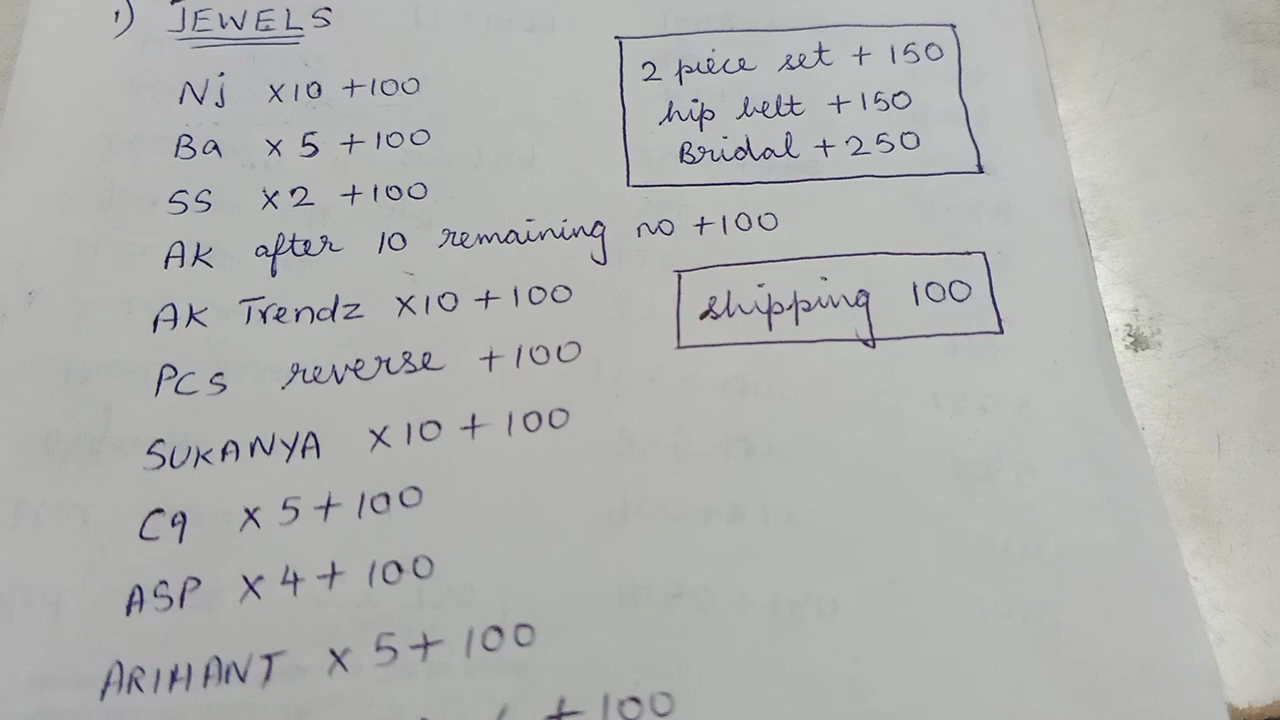 1) JEWELS
Nj x10 +100
Ba x 5 +100
SS x2 +100
AK after 10 remaining no +100
AK Trendz x10 +100
PCS reverse +100
SUKANYA x10 + 100
C9 x 5+100
ASP x 4+100
ARIHANT x 5+100
+100
2 piece set + 150
hip belt +150
Bridal +250
shipping 100